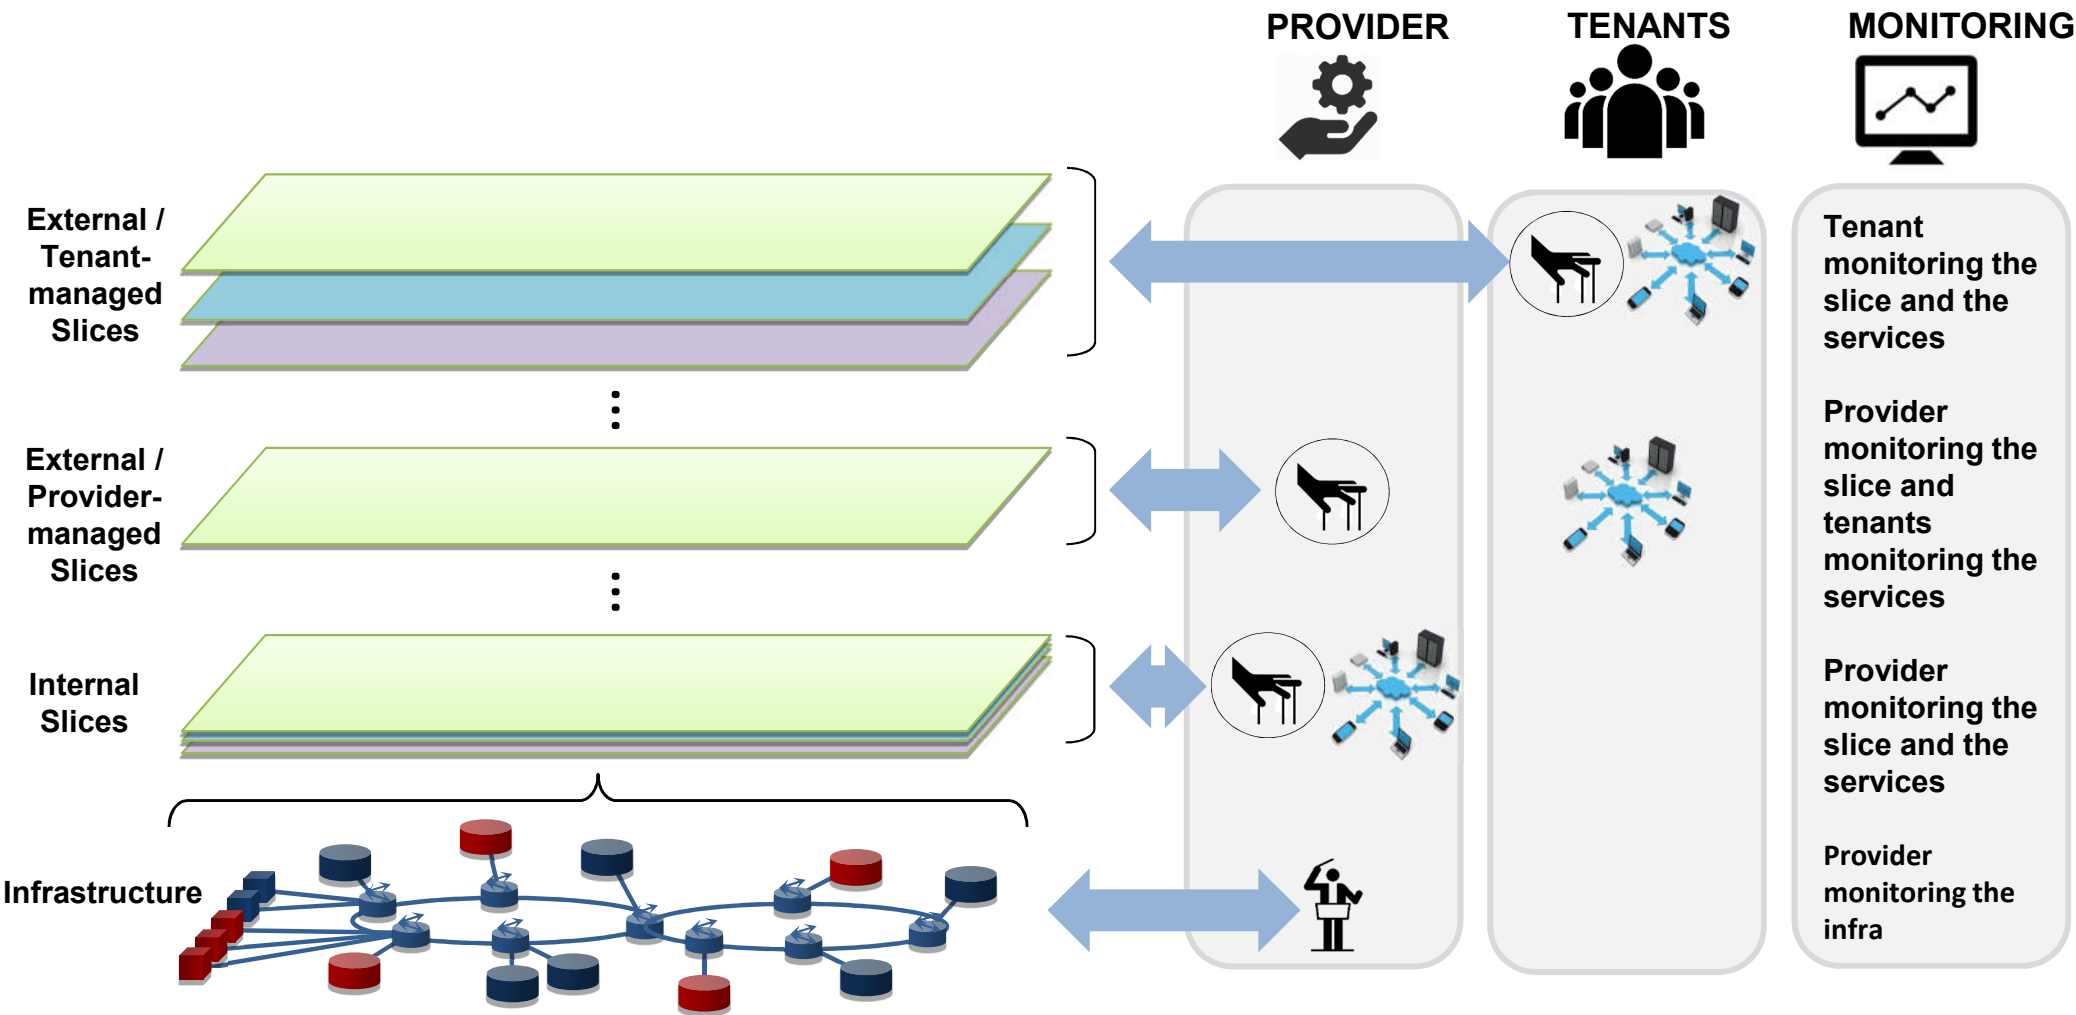 PROVIDER
TENANTS
MONITORING
External /
Tenant-
managed
Slices
Tenant
monitoring the
slice and the
services
External /
Provider-
managed
Slices
Provider
monitoring the
slice and
tenants
monitoring the
services
Internal
Slices
Provider
monitoring the
slice and the
services
Infrastructure
Provider
monitoring the
infra